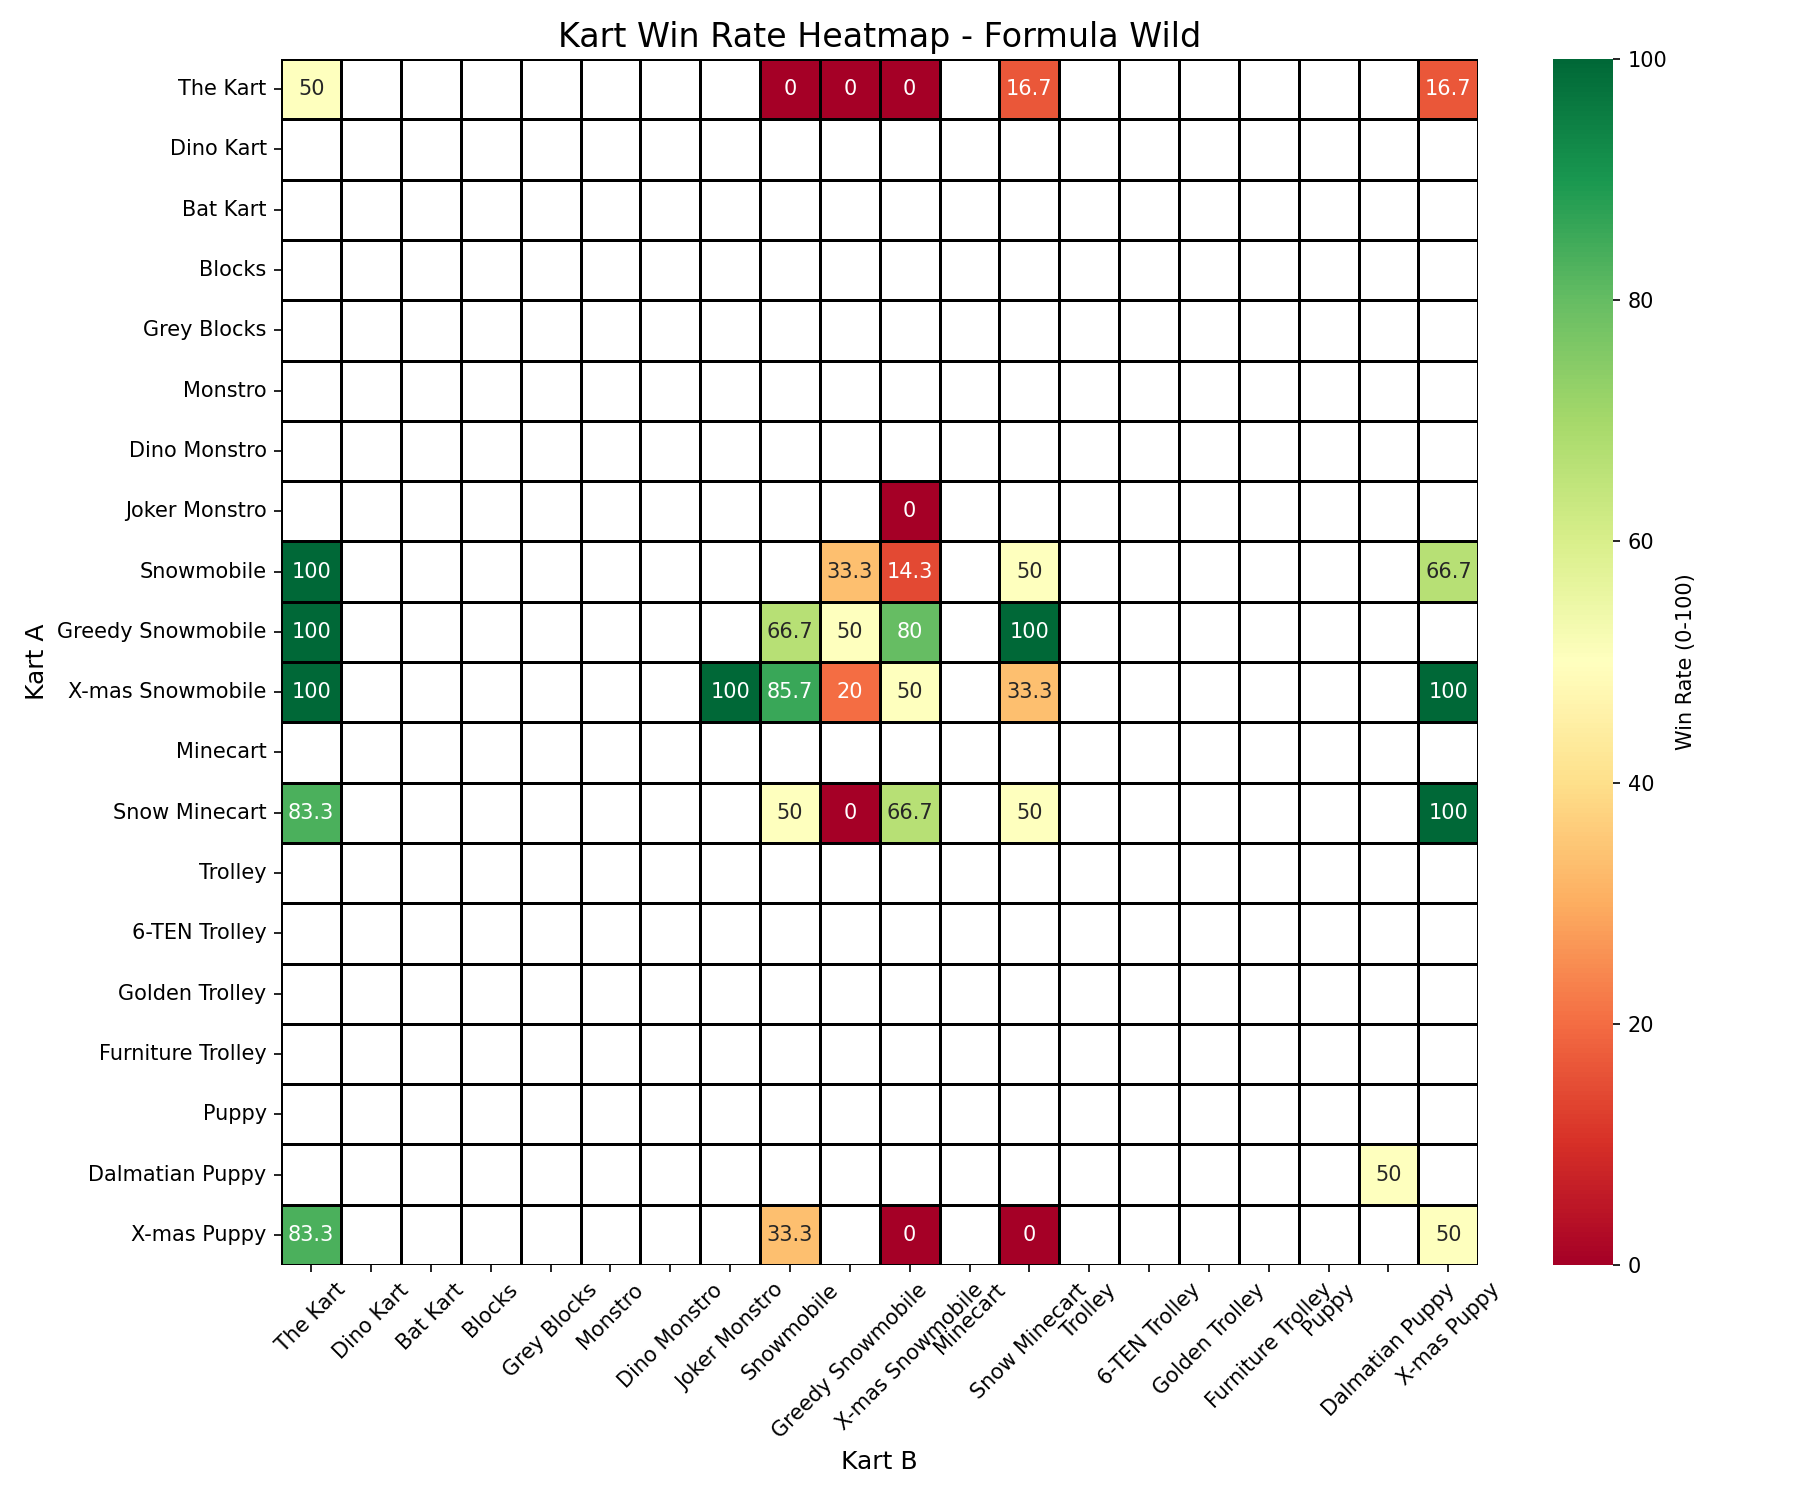 Kart Win Rate Heatmap - Formula Wild
The Kart 50 0 0 0 16.7 16.7
Dino Kart
Bat Kart
Blocks
Grey Blocks
Monstro
Dino Monstro
Joker Monstro 0
Snowmobile 100 33.3 14.3 50 66.7
Greedy Snowmobile 100 66.7 50 80 100
X-mas Snowmobile 100 100 85.7 20 50 33.3 100
Minecart
Snow Minecart 83.3 50 0 66.7 50 100
Trolley
6-TEN Trolley
Golden Trolley
Furniture Trolley
Puppy
Dalmatian Puppy 50
X-mas Puppy 83.3 33.3 0 0 50
Kart A
The Kart
Dino Kart
Bat Kart
Blocks
Grey Blocks
Monstro
Dino Monstro
Joker Monstro
Snowmobile
Greedy Snowmobile
X-mas Snowmobile
Minecart
Snow Minecart
Trolley
6-TEN Trolley
Golden Trolley
Furniture Trolley
Puppy
Dalmatian Puppy
X-mas Puppy
Kart B
100
80
60
40
20
0
Win Rate (0-100)